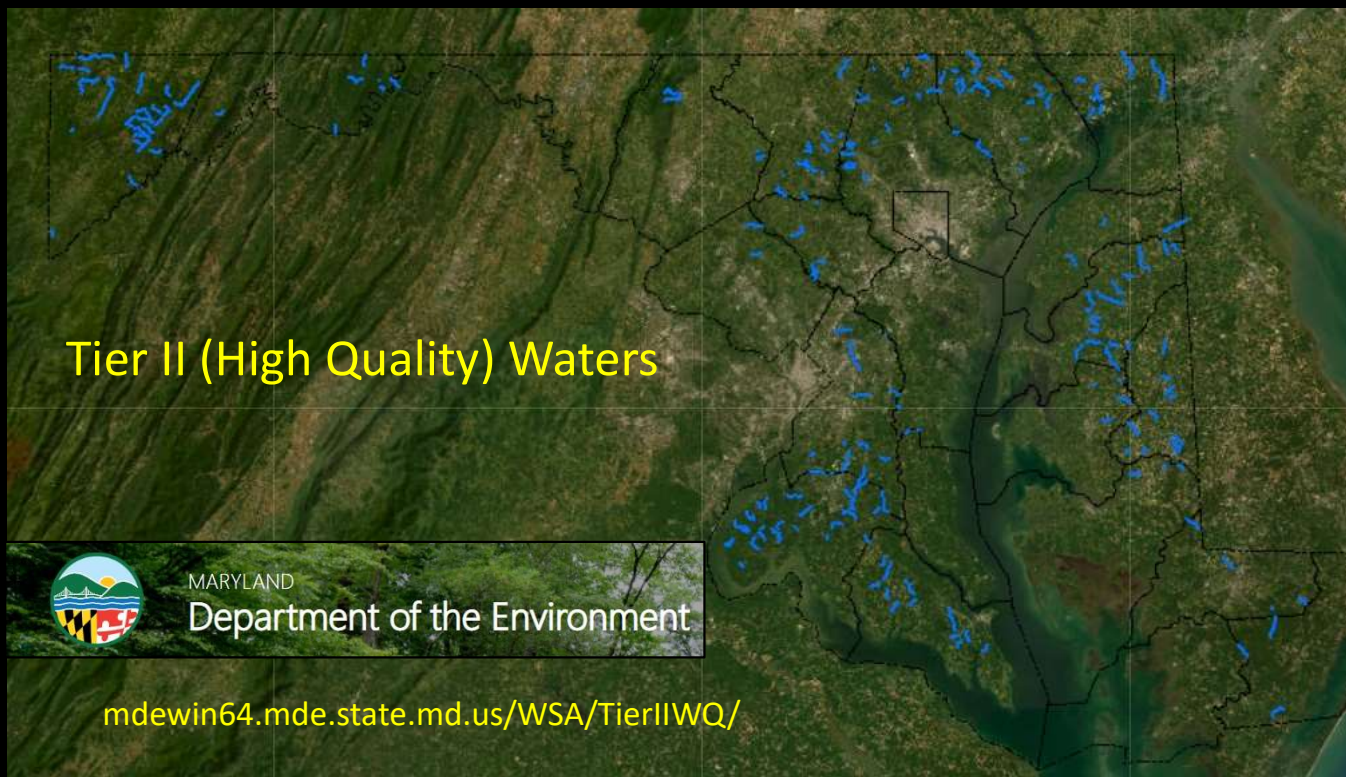 Tier II (High Quality) Waters
MARYLAND
Department of the Environment
mdewin64.mde.state.md.us/WSA/TierIIWQ/